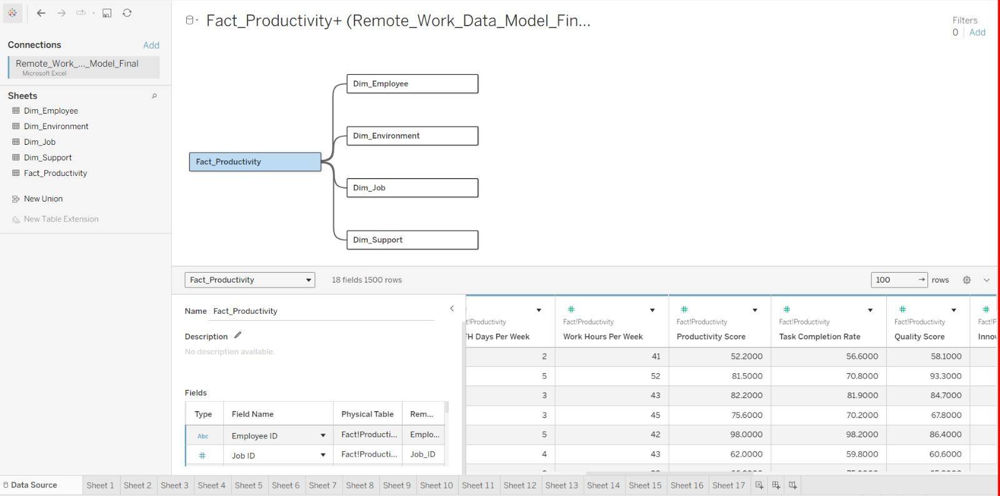 Fact_Productivity+ (Remote_Work_Data_Model_Fin...
Filters
0 Add
Connections Add
Remote_Work_..._Model_Final
Microsoft Excel
Sheets
Dim_Employee
Dim_Environment
Dim_Job
Dim_Support
Fact_Productivity
New Union
New Table Extension
Dim_Employee
Dim_Environment
Fact_Productivity
Dim_Job
Dim_Support
Fact_Productivity 18 fields 1500 rows 100 rows
Name Fact_Productivity
Description
No description available.
Fields
Type Field Name Physical Table Rem...
Abc Employee ID Fact!Producti... Emplo...
# Job ID Fact!Producti... Job_ID
# # # # #
t!Productivity Fact!Productivity Fact!Productivity Fact!Productivity Fact!Productivity Fact!P
H Days Per Week Work Hours Per Week Productivity Score Task Completion Rate Quality Score Innov
2 41 52.2000 56.6000 58.1000
5 52 81.5000 70.8000 93.3000
3 43 82.2000 81.9000 84.7000
3 45 75.6000 70.2000 67.8000
5 42 98.0000 98.2000 86.4000
4 43 62.0000 59.8000 60.6000
Data Source Sheet 1 Sheet 2 Sheet 3 Sheet 4 Sheet 5 Sheet 6 Sheet 7 Sheet 8 Sheet 9 Sheet 10 Sheet 11 Sheet 12 Sheet 13 Sheet 14 Sheet 15 Sheet 16 Sheet 17